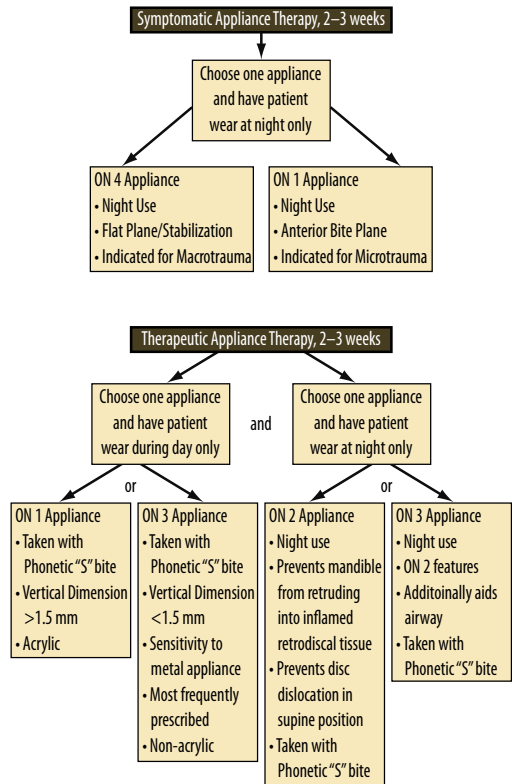 Symptomatic Appliance Therapy, 2–3 weeks
Choose one appliance
and have patient
wear at night only
ON 4 Appliance
• Night Use
• Flat Plane/Stabilization
• Indicated for Macrotrauma
ON 1 Appliance
• Night Use
• Anterior Bite Plane
• Indicated for Microtrauma
Therapeutic Appliance Therapy, 2–3 weeks
Choose one appliance
and have patient
wear during day only
and
Choose one appliance
and have patient
wear at night only
or
ON 1 Appliance
• Taken with
Phonetic “S” bite
• Vertical Dimension
>1.5 mm
• Acrylic
ON 3 Appliance
• Taken with
Phonetic “S” bite
• Vertical Dimension
<1.5 mm
• Sensitivity to
metal appliance
• Most frequently
prescribed
• Non-acrylic
or
ON 2 Appliance
• Night use
• Prevents mandible
from retruding
into inflamed
retrodiscal tissue
• Prevents disc
dislocation in
supine position
• Taken with
Phonetic “S” bite
ON 3 Appliance
• Night use
• ON 2 features
• Additoinally aids
airway
• Taken with
Phonetic “S” bite